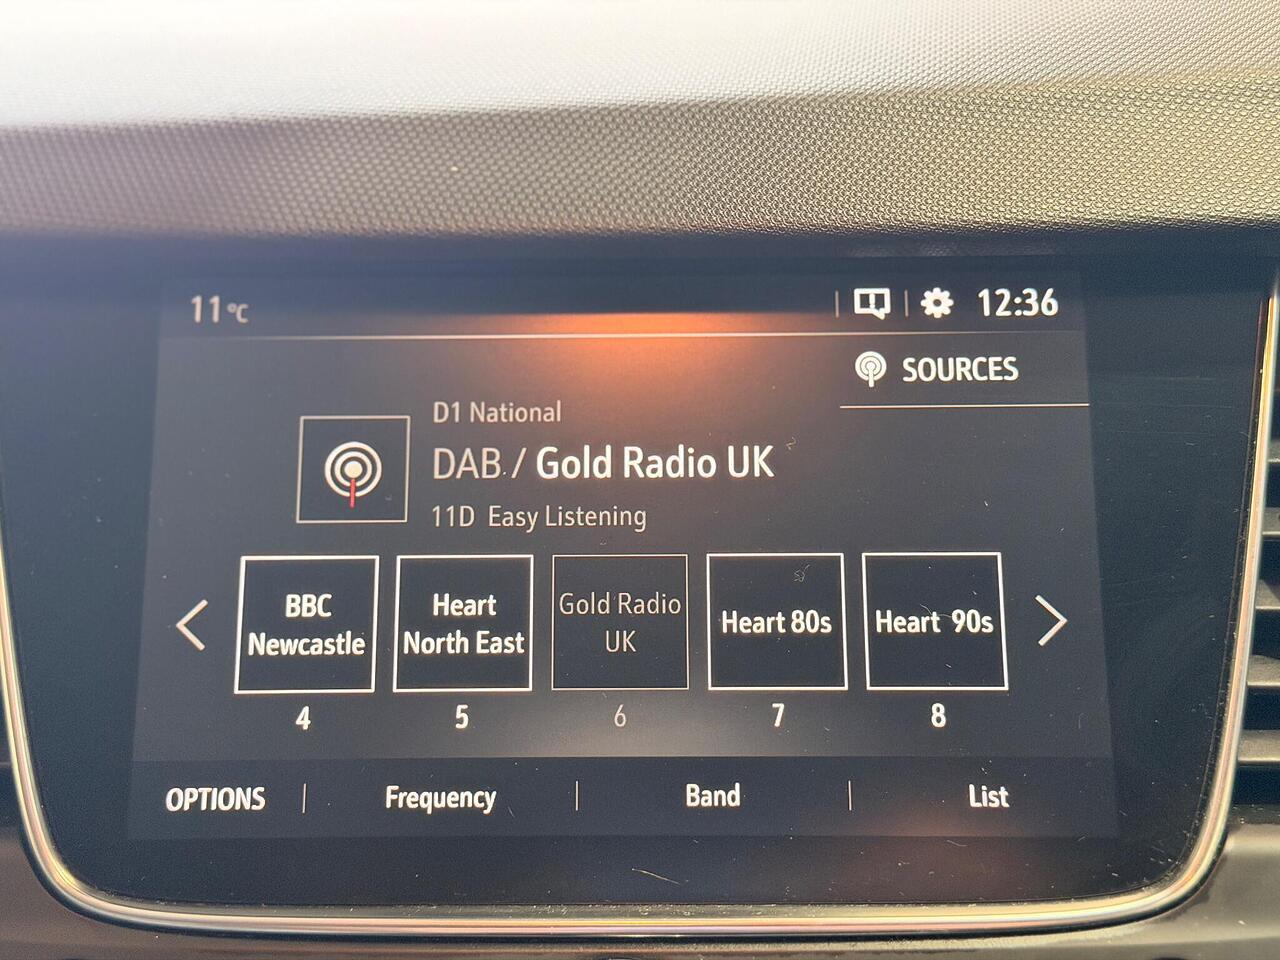 11°C
12:36
SOURCES
D1 National
DAB / Gold Radio UK
11D Easy Listening
BBC
Newcastle
Heart
North East
Gold Radio
UK
Heart 80s
Heart 90s
4
5
6
7
8
OPTIONS
Frequency
Band
List